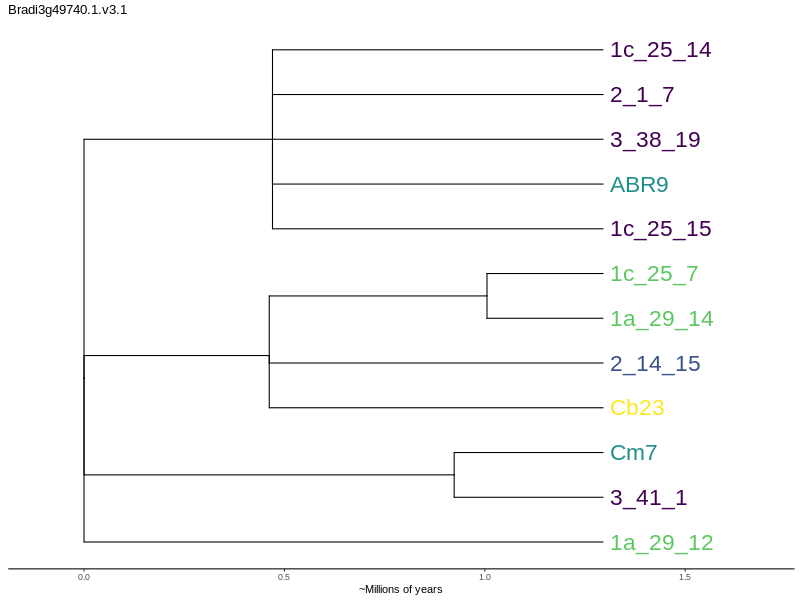 Bradi3g49740.1.v3.1
1c_25_14
2_1_7
3_38_19
ABR9
1c_25_15
1c_25_7
1a_29_14
2_14_15
Cb23
Cm7
3_41_1
1a_29_12
0.0 0.5 1.0 1.5
~Millions of years